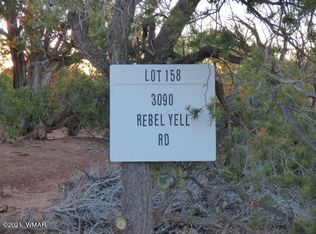 LOT 158
3090
REBEL YELL
RD
© 2021 - WMAR